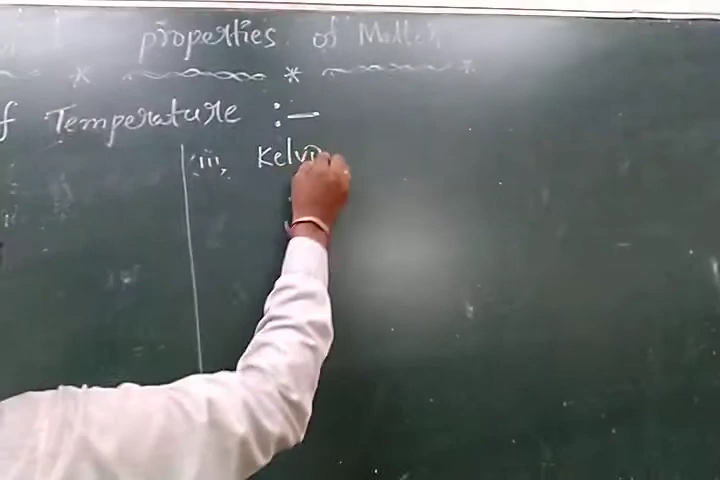 properties of Matter
f Temperature :—
(iii) Kelvi